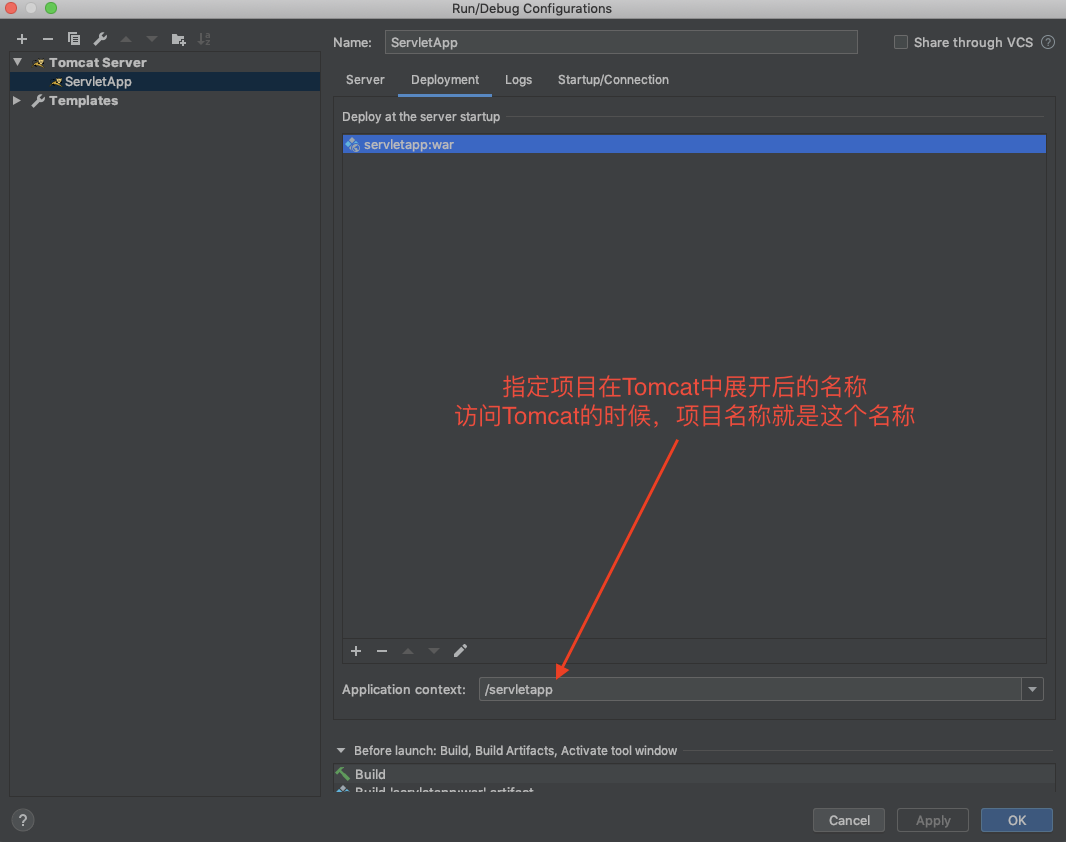 Run/Debug Configurations
Name: ServletApp
Share through VCS ?
Tomcat Server
ServletApp
Templates
Server Deployment Logs Startup/Connection
Deploy at the server startup
servletapp:war
指定项目在Tomcat中展开后的名称
访问Tomcat的时候，项目名称就是这个名称
Application context: /servletapp
Before launch: Build, Build Artifacts, Activate tool window
Build
Build 'servletapp:war' artifact
? Cancel Apply OK